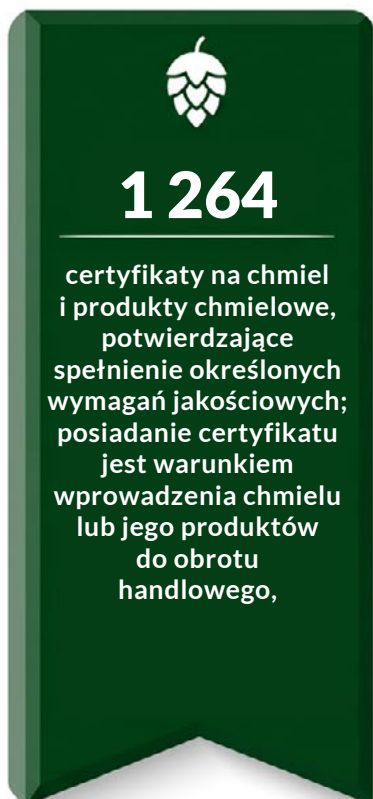 1 264
certyfikaty na chmiel
i produkty chmielowe,
potwierdzające
spełnienie określonych
wymagań jakościowych;
posiadanie certyfikatu
jest warunkiem
wprowadzenia chmielu
lub jego produktów
do obrotu
handlowego,